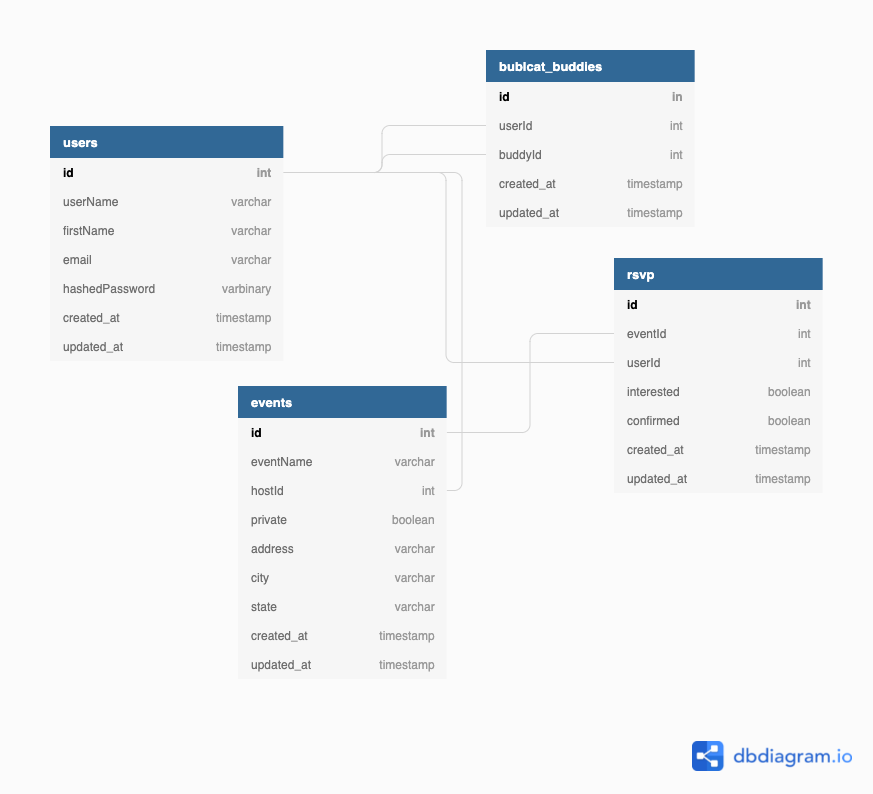 bublcat_buddies
id in
userId int
buddyId int
created_at timestamp
updated_at timestamp
users
id int
userName varchar
firstName varchar
email varchar
hashedPassword varbinary
created_at timestamp
updated_at timestamp
rsvp
id int
eventId int
userId int
interested boolean
confirmed boolean
created_at timestamp
updated_at timestamp
events
id int
eventName varchar
hostId int
private boolean
address varchar
city varchar
state varchar
created_at timestamp
updated_at timestamp
dbdiagram.io